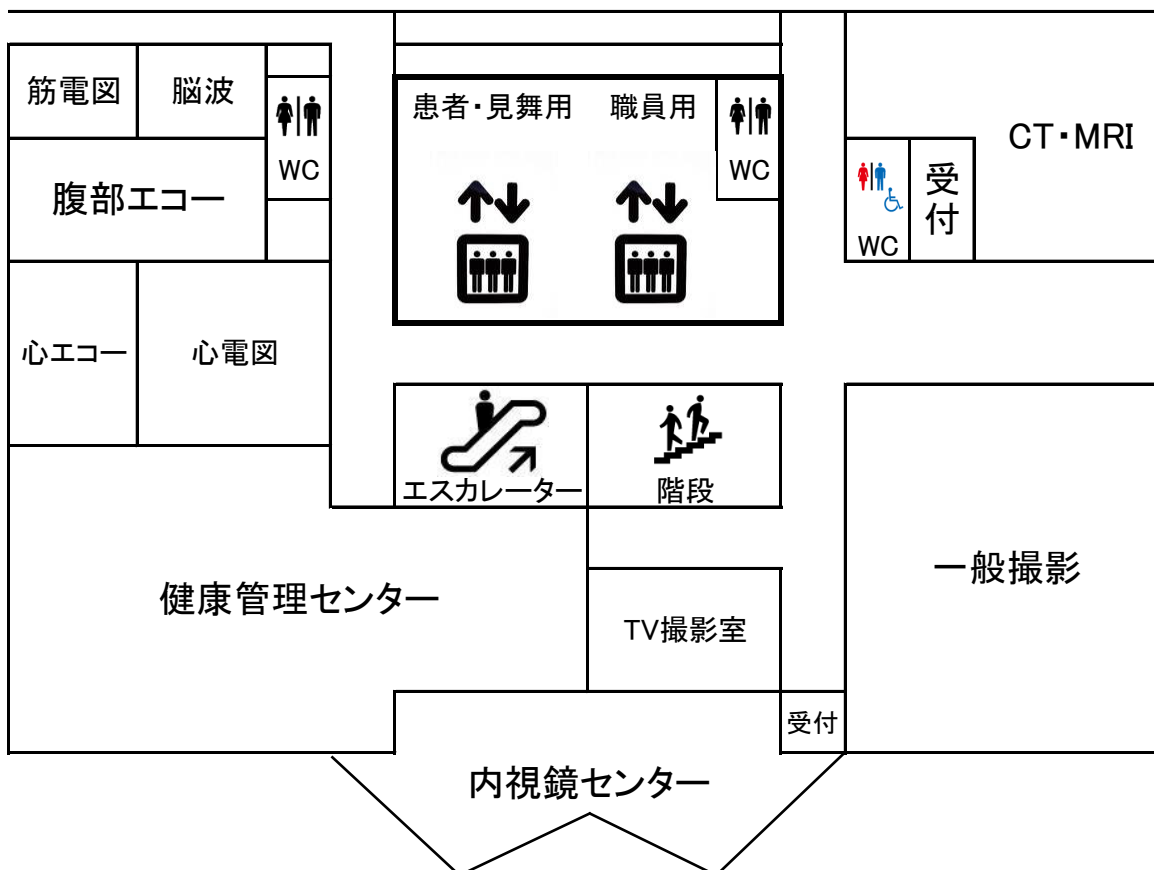 筋電図
脳波
WC
患者・見舞用
職員用
WC
CT・MRI
腹部エコー
WC
受付
心エコー
心電図
エスカレーター
階段
健康管理センター
TV撮影室
一般撮影
受付
内視鏡センター